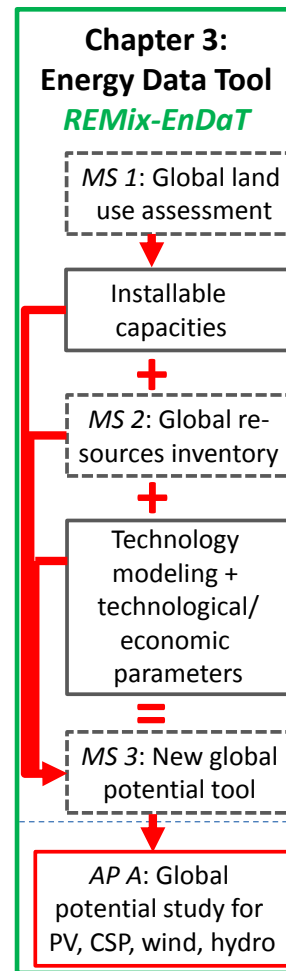 Chapter 3:
Energy Data Tool
REMix-EnDaT
MS 1: Global land
use assessment
Installable
capacities
+
MS 2: Global re-
sources inventory
+
Technology
modeling +
technological/
economic
parameters
=
MS 3: New global
potential tool
AP A: Global
potential study for
PV, CSP, wind, hydro